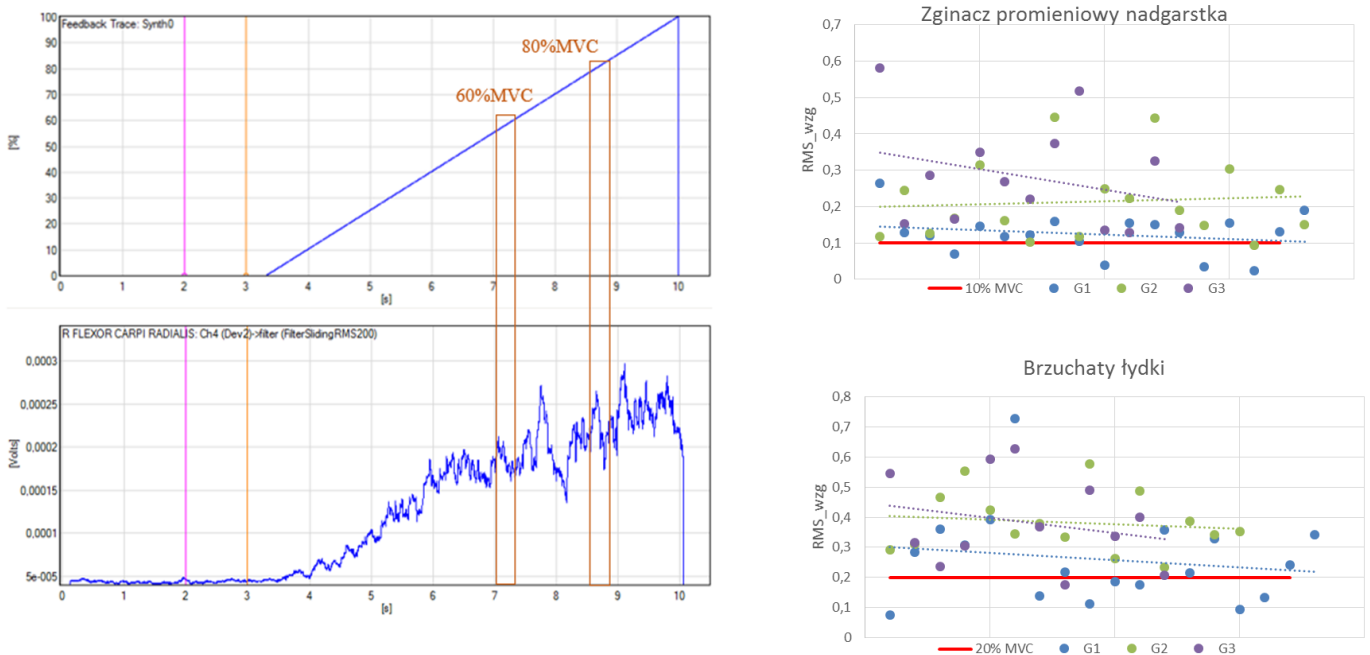 Feedback Trace: Synth0
100
90
80
70
60
50
40
30
20
10
0
[%]
80%MVC
60%MVC
0 1 2 3 4 5 6 7 8 9 10
[s]
R FLEXOR CARPI RADIALIS: Ch4 (Dev2)->filter (FilterSlidingRMS200)
0,0003
0,00025
0,0002
0,00015
0,0001
5e-005
[Volts]
0 1 2 3 4 5 6 7 8 9 10
[s]
Zginacz promieniowy nadgarstka
0,7
0,6
0,5
0,4
0,3
0,2
0,1
0
RMS_wzg
10% MVC G1 G2 G3
Brzuchaty łydki
0,8
0,7
0,6
0,5
0,4
0,3
0,2
0,1
0
RMS_wzg
20% MVC G1 G2 G3